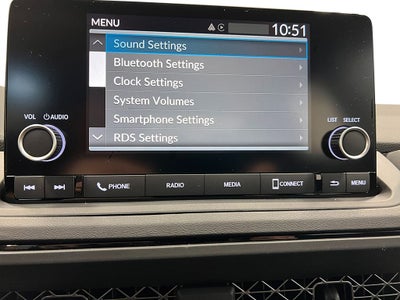 MENU 10:51
Sound Settings
Bluetooth Settings
Clock Settings
System Volumes
Smartphone Settings
RDS Settings
VOL AUDIO
LIST SELECT
PHONE RADIO MEDIA CONNECT MENU